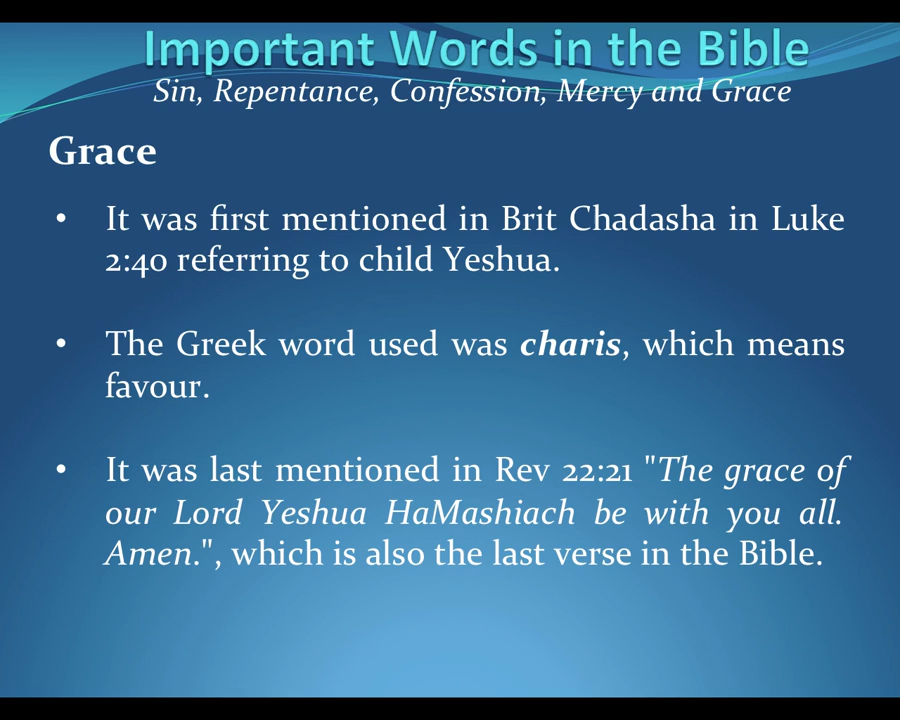 Important Words in the Bible
Sin, Repentance, Confession, Mercy and Grace
Grace
• It was first mentioned in Brit Chadasha in Luke
2:40 referring to child Yeshua.
• The Greek word used was charis, which means
favour.
• It was last mentioned in Rev 22:21 "The grace of
our Lord Yeshua HaMashiach be with you all.
Amen.", which is also the last verse in the Bible.